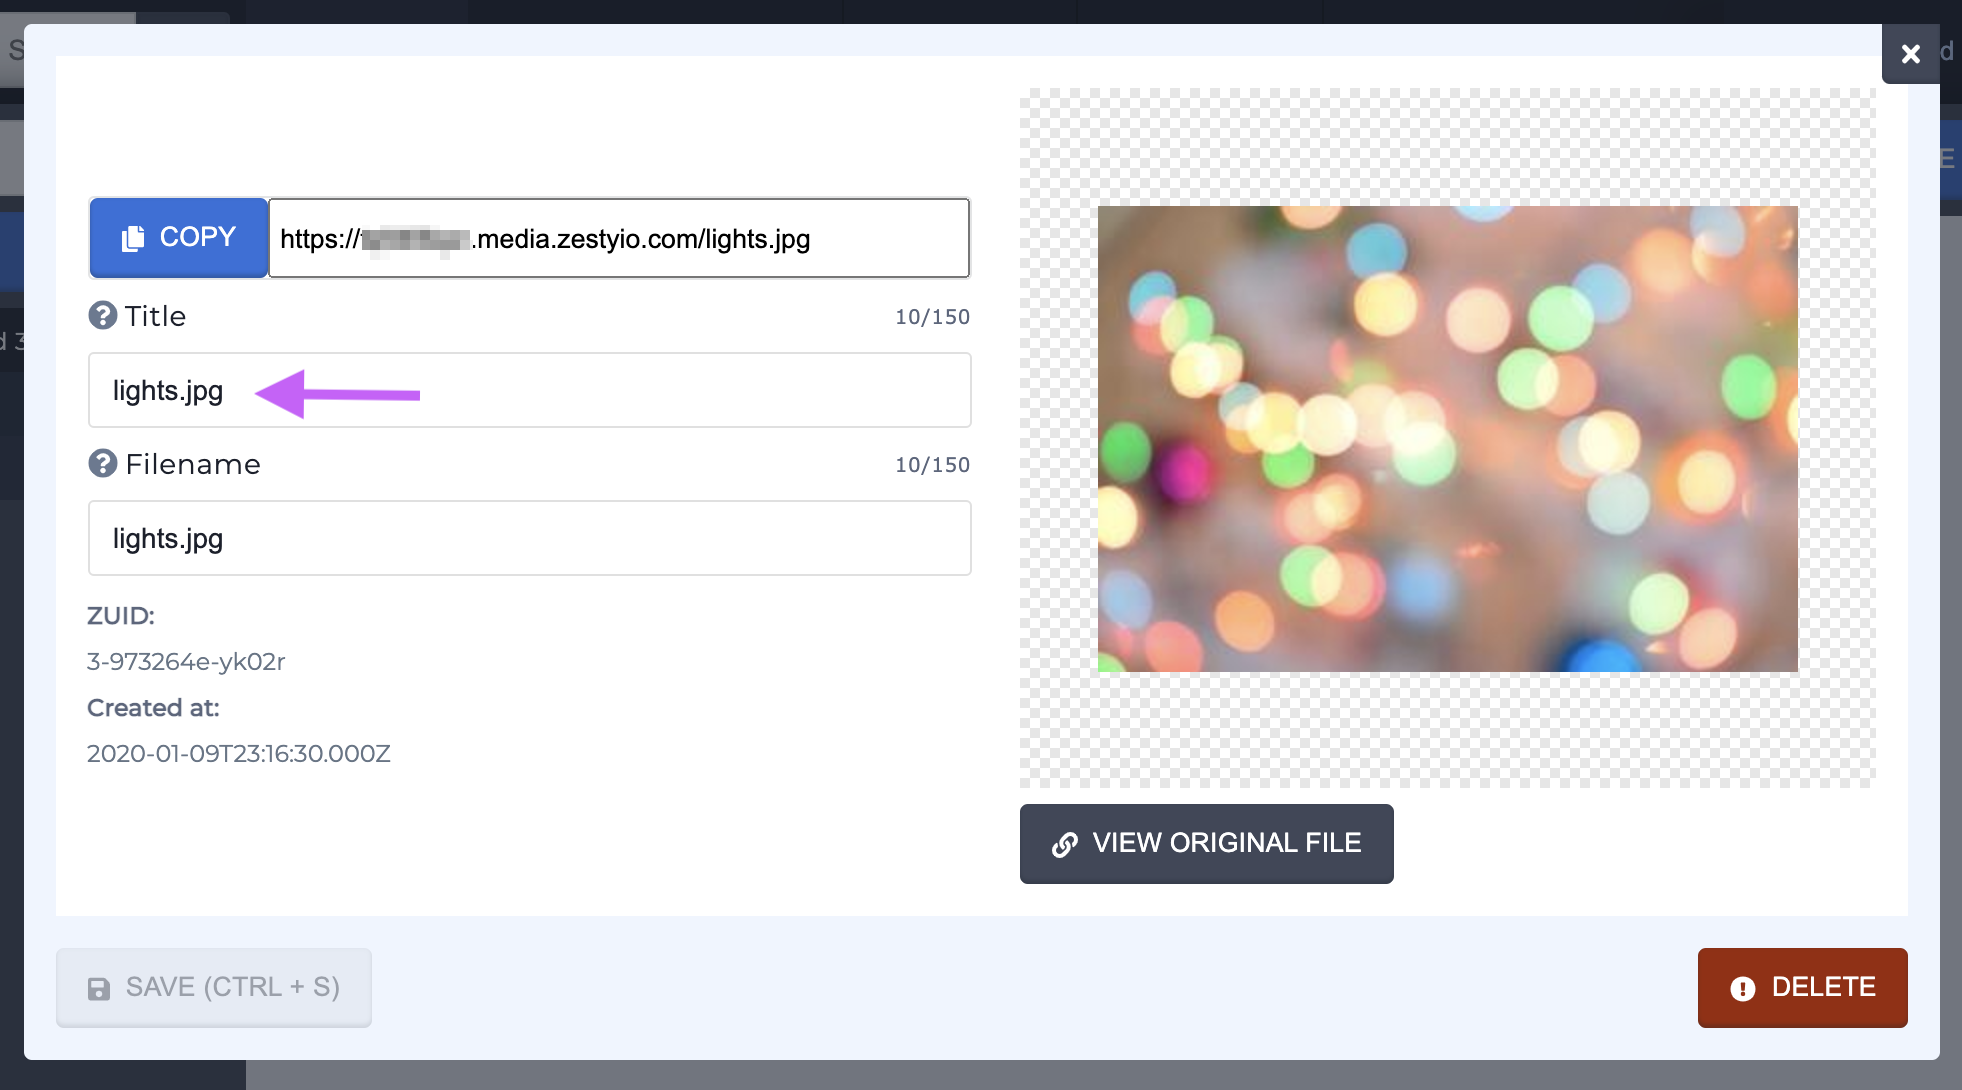 COPY
https:// .media.zestyio.com/lights.jpg
Title
10/150
lights.jpg
Filename
10/150
lights.jpg
ZUID:
3-973264e-yk02r
Created at:
2020-01-09T23:16:30.000Z
VIEW ORIGINAL FILE
SAVE (CTRL + S)
DELETE